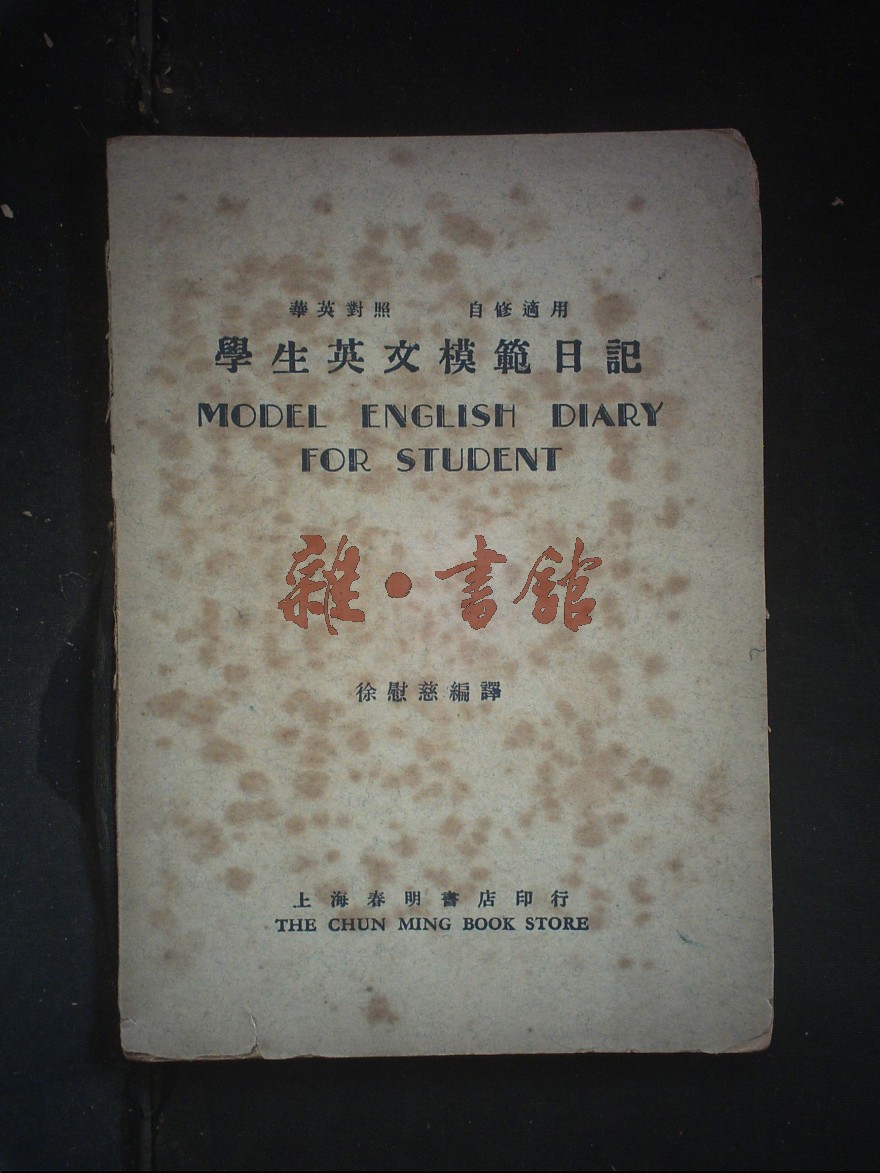 華英對照 自修適用
學生英文模範日記
MODEL ENGLISH DIARY
FOR STUDENT
雜·書館
徐慰慈編譯
上海春明書店印行
THE CHUN MING BOOK STORE